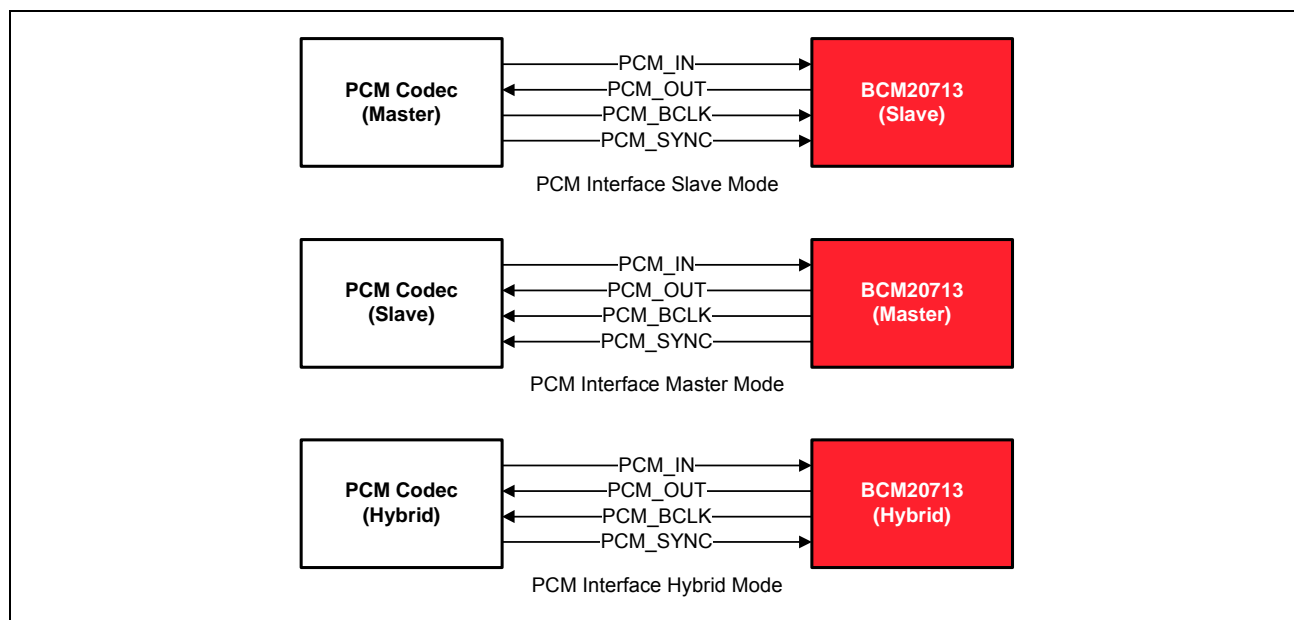 PCM Codec
(Master)
PCM_IN
PCM_OUT
PCM_BCLK
PCM_SYNC
BCM20713
(Slave)
PCM Interface Slave Mode
PCM Codec
(Slave)
PCM_IN
PCM_OUT
PCM_BCLK
PCM_SYNC
BCM20713
(Master)
PCM Interface Master Mode
PCM Codec
(Hybrid)
PCM_IN
PCM_OUT
PCM_BCLK
PCM_SYNC
BCM20713
(Hybrid)
PCM Interface Hybrid Mode